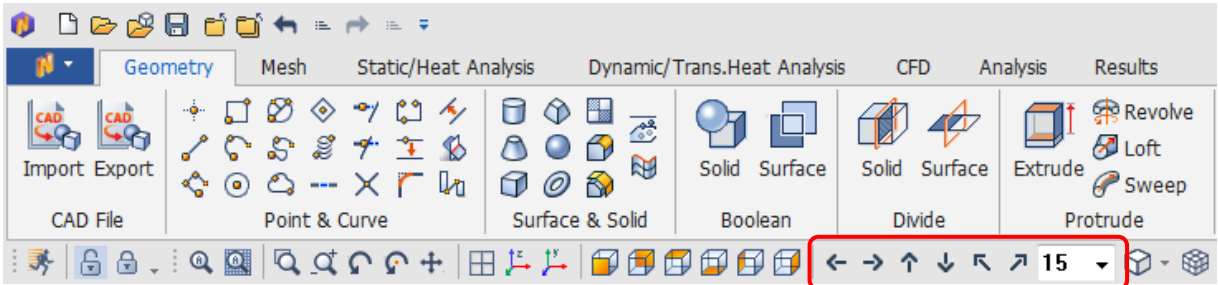 Geometry Mesh Static/Heat Analysis Dynamic/Trans.Heat Analysis CFD Analysis Results
CAD CAD
Import Export
Solid Surface
Solid Surface
Extrude
Revolve
Loft
Sweep
CAD File Point & Curve Surface & Solid Boolean Divide Protrude
15